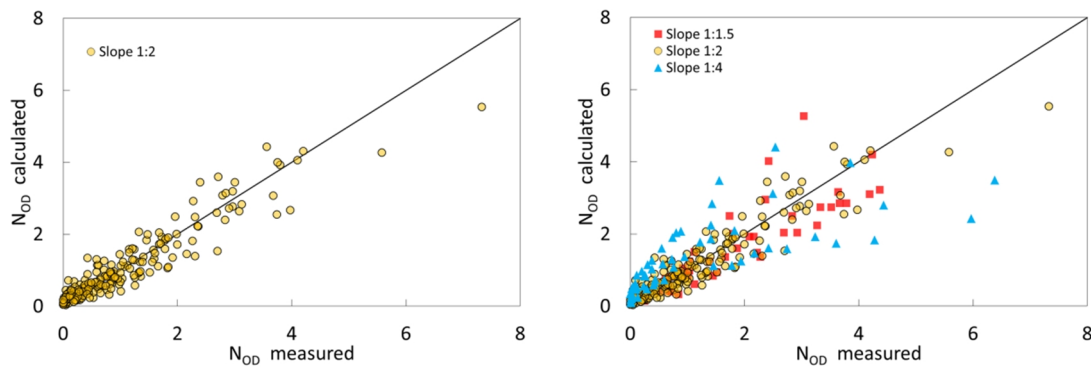 8
6
4
2
0
N_OD calculated
Slope 1:2
0 2 4 6 8
N_OD measured
8
6
4
2
0
N_OD calculated
Slope 1:1.5
Slope 1:2
Slope 1:4
0 2 4 6 8
N_OD measured